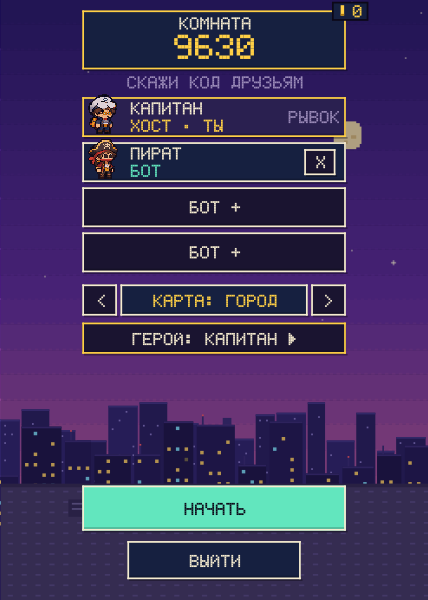 0
КОМНАТА
9630
СКАЖИ КОД ДРУЗЬЯМ
КАПИТАН
ХОСТ · ТЫ
РЫВОК
ПИРАТ
БОТ
X
БОТ +
БОТ +
< КАРТА: ГОРОД >
ГЕРОЙ: КАПИТАН
НАЧАТЬ
ВЫЙТИ